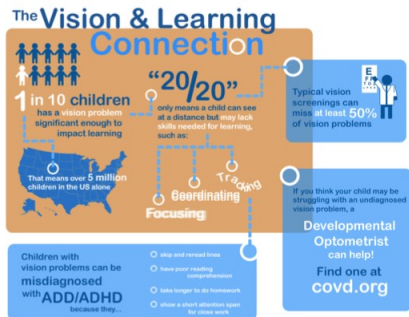 The Vision & Learning
Connection
1 in 10 children
has a vision problem
significant enough to
impact learning
That means over 5 million
children in the US alone
"20/20"
only means a child can see
at a distance but may lack
skills needed for learning,
such as:
Tracking
Coordinating
Focusing
E
Typical vision
screenings can
miss at least 50%
of vision problems
If you think your child may be
struggling with an undiagnosed
vision problem, a
Developmental
Optometrist
can help!
Find one at
covd.org
Children with
vision problems can be
misdiagnosed
with ADD/ADHD
because they...
skip and reread lines
have poor reading
comprehension
take longer to do homework
show a short attention span
for close work